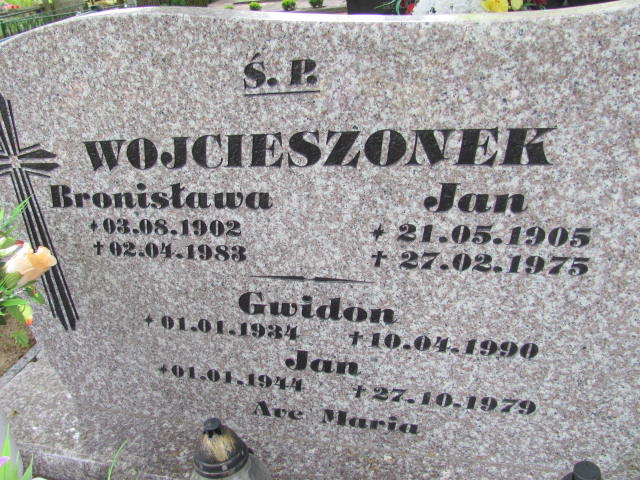 Ś. P.
WOJCIESZONEK
Bronisława Jan
* 03.08.1902 * 21.05.1905
† 02.04.1983 † 27.02.1975
Gwidon
* 01.01.1934 † 10.04.1990
Jan
* 01.01.1944 † 27.10.1979
Ave Maria